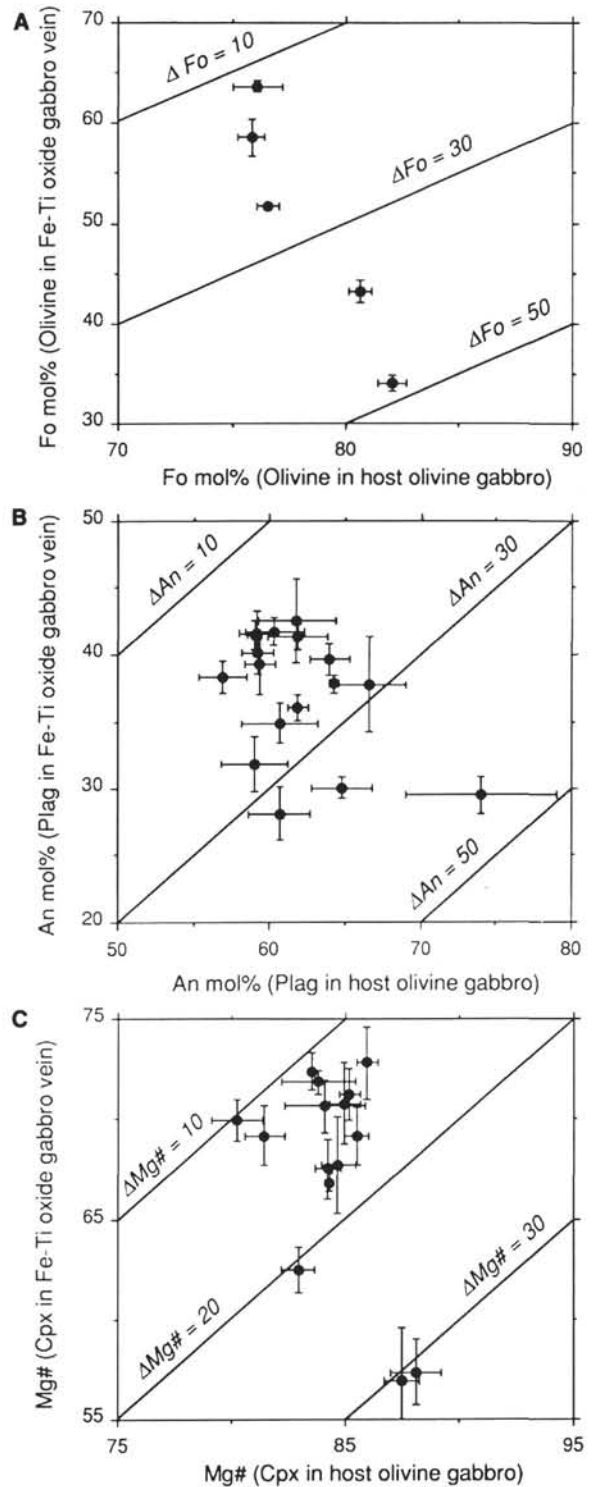 A
70
60
50
40
30
Fo mol% (Olivine in Fe-Ti oxide gabbro vein)
Δ Fo = 10
ΔFo = 30
ΔFo = 50
70 80 90
Fo mol% (Olivine in host olivine gabbro)
B
50
40
30
20
An mol% (Plag in Fe-Ti oxide gabbro vein)
ΔAn = 10
ΔAn = 30
ΔAn = 50
50 60 70 80
An mol% (Plag in host olivine gabbro)
C
75
65
55
Mg# (Cpx in Fe-Ti oxide gabbro vein)
ΔMg# = 10
ΔMg# = 20
ΔMg# = 30
75 85 95
Mg# (Cpx in host olivine gabbro)